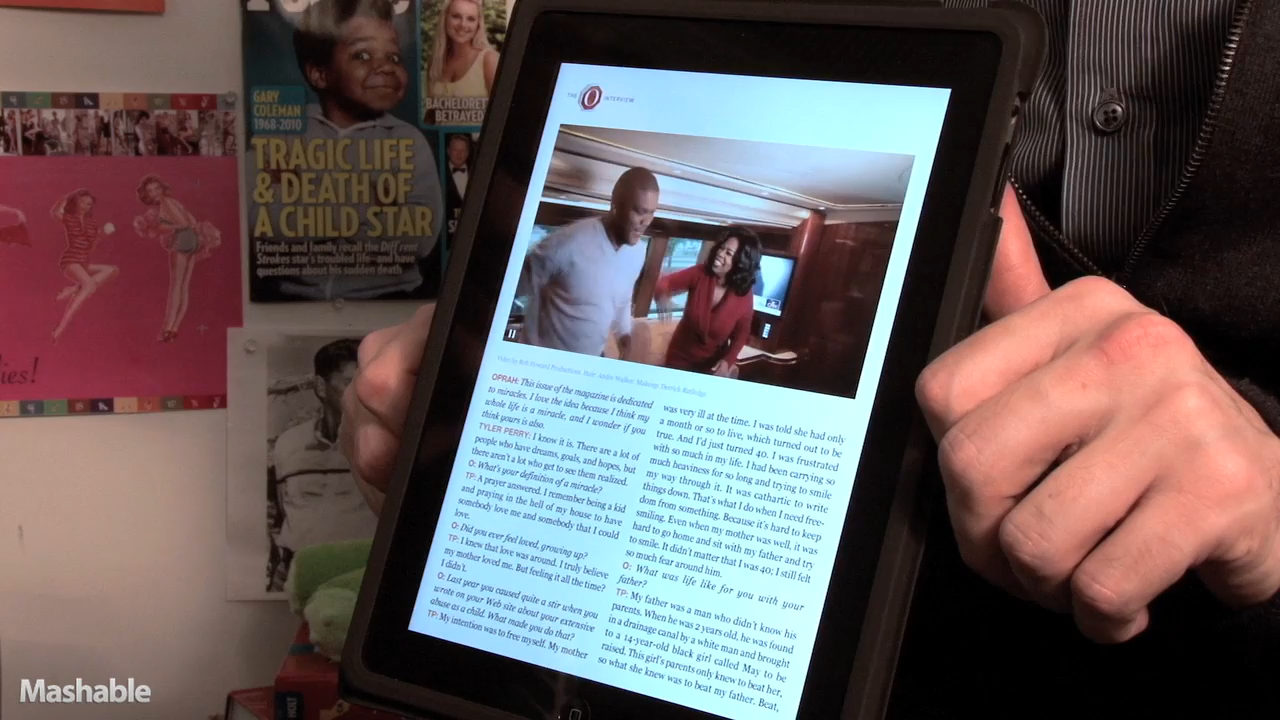 GARY
COLEMAN
1968-2010
TRAGIC LIFE
& DEATH OF
A CHILD STAR
Friends and family recall the Diff'rent
Strokes star's troubled life—and have
questions about his sudden death
BACHELORETTE
BETRAYED
ies!
THE O INTERVIEW
Video by Rob Howard Productions. Hair: Andre Walker. Makeup: Derrick Rutledge.
OPRAH: This issue of the magazine is dedicated
to miracles. I love the idea because I think my
whole life is a miracle, and I wonder if you
think yours is also.
TYLER PERRY: I know it is. There are a lot of
people who have dreams, goals, and hopes, but
there aren't a lot who get to see them realized.
O: What's your definition of a miracle?
TP: A prayer answered. I remember being a kid
and praying in the hell of my house to have
somebody love me and somebody that I could
love.
O: Did you ever feel loved, growing up?
TP: I knew that love was around. I truly believe
my mother loved me. But feeling it all the time?
I didn't.
O: Last year you caused quite a stir when you
wrote on your Web site about your extensive
abuse as a child. What made you do that?
TP: My intention was to free myself. My mother
was very ill at the time. I was told she had only
a month or so to live, which turned out to be
true. And I'd just turned 40. I was frustrated
with so much in my life. I had been carrying so
much heaviness for so long and trying to smile
my way through it. It was cathartic to write
things down. That's what I do when I need free-
dom from something. Because it's hard to keep
smiling. Even when my mother was well, it was
hard to go home and sit with my father and try
to smile. It didn't matter that I was 40; I still felt
so much fear around him.
O: What was life like for you with your
father?
TP: My father was a man who didn't know his
parents. When he was 2 years old, he was found
in a drainage canal by a white man and brought
to a 14-year-old black girl called May to be
raised. This girl's parents only knew to beat her,
so what she knew was to beat my father. Beat,
Mashable